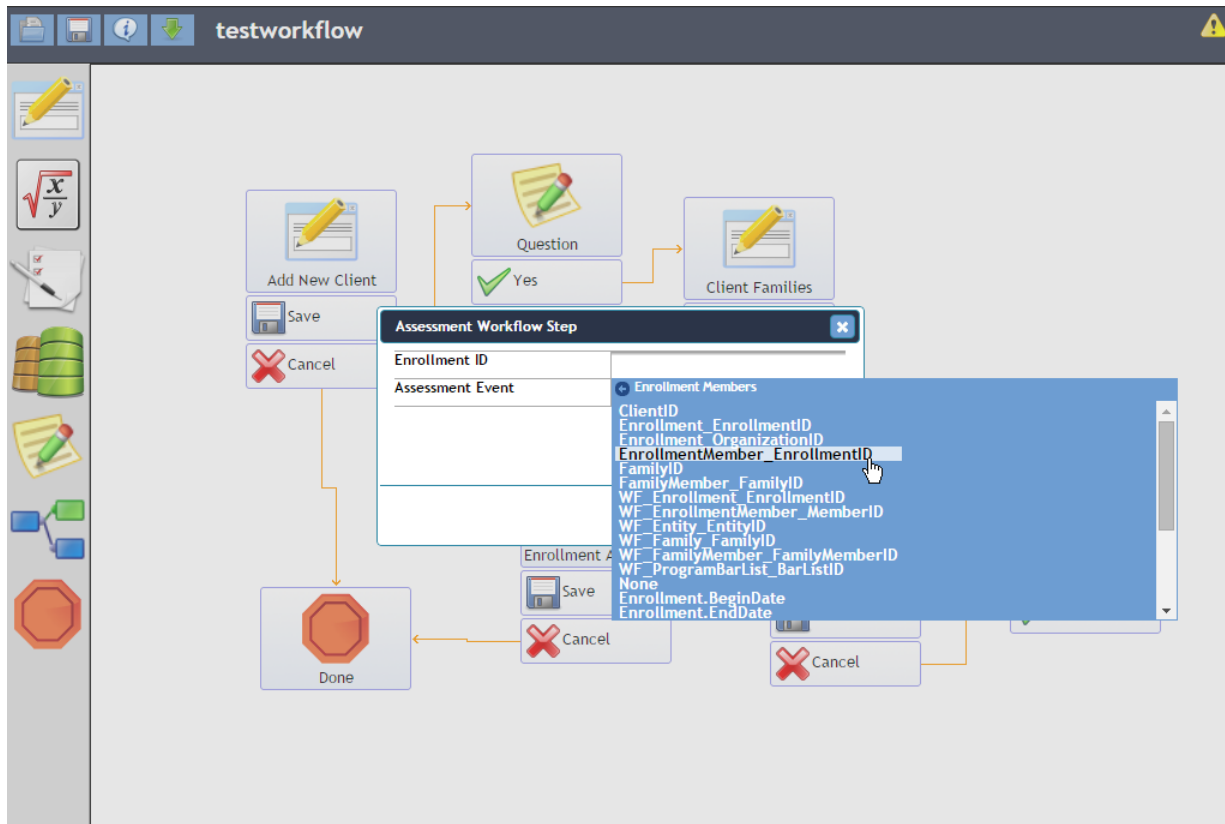 testworkflow
x
y
Question
Yes
Add New Client
Save
Cancel
Client Families
Assessment Workflow Step
Enrollment ID
Assessment Event
Enrollment Members
ClientID
Enrollment_EnrollmentID
Enrollment_OrganizationID
EnrollmentMember_EnrollmentID
FamilyID
FamilyMember_FamilyID
WF_Enrollment_EnrollmentID
WF_EnrollmentMember_MemberID
WF_Entity_EntityID
WF_Family_FamilyID
WF_FamilyMember_FamilyMemberID
WF_ProgramBarList_BarListID
None
Enrollment.BeginDate
Enrollment.EndDate
Enrollment A
Save
Cancel
Done
Cancel